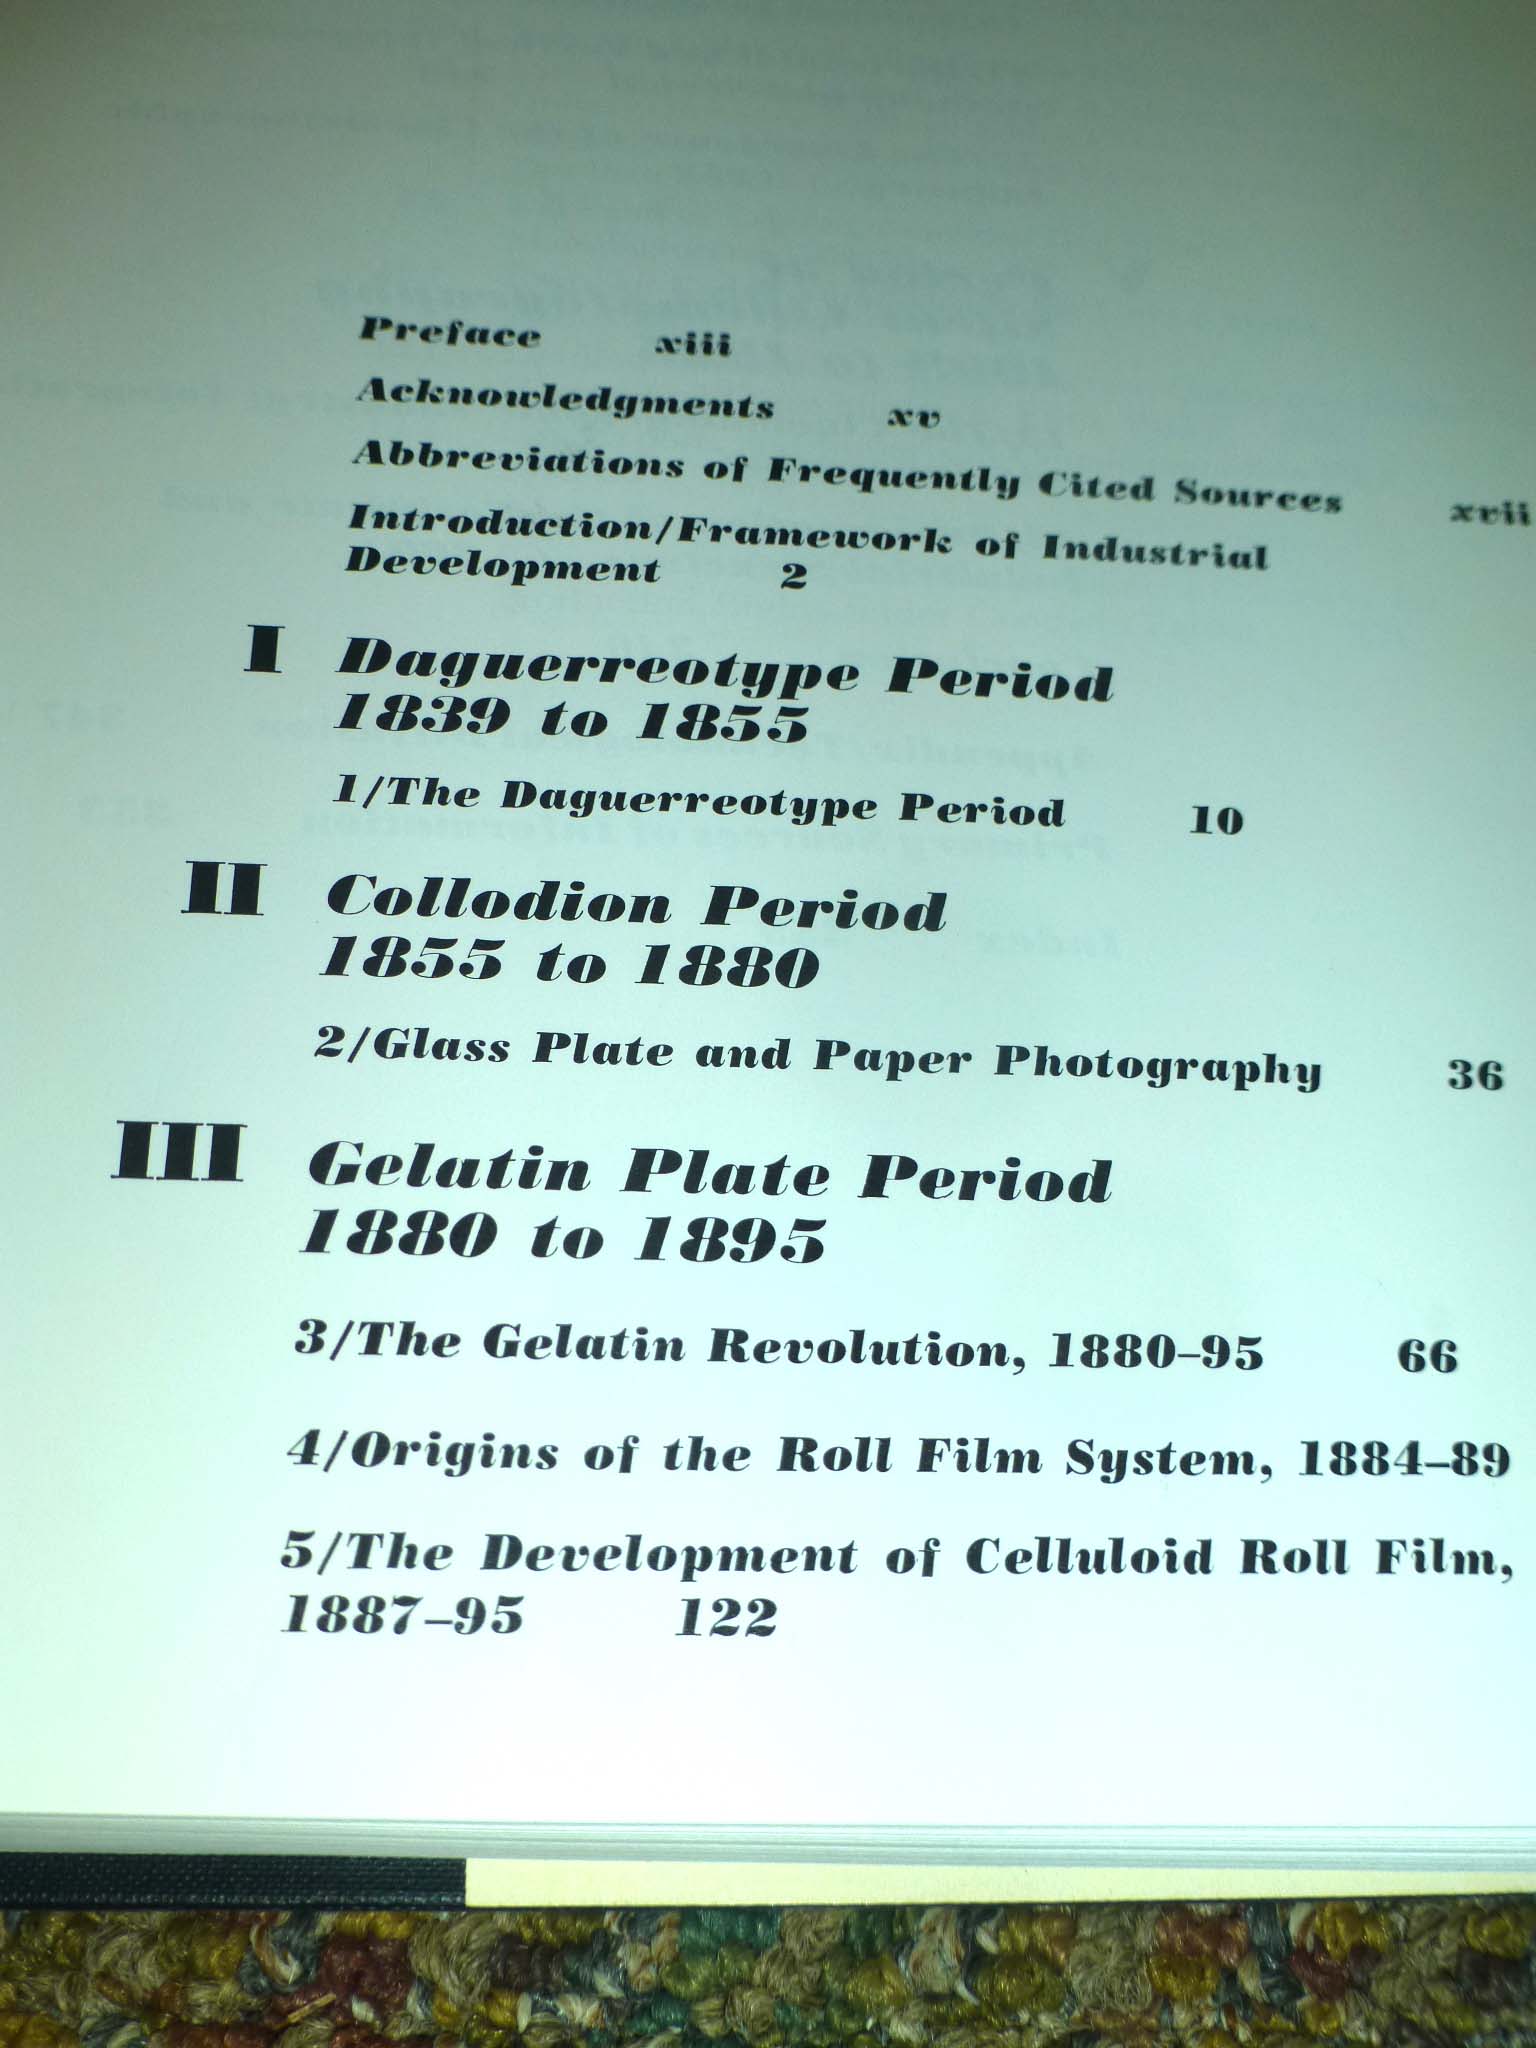 Preface xiii
Acknowledgments xv
Abbreviations of Frequently Cited Sources xvii
Introduction/Framework of Industrial
Development 2
I Daguerreotype Period
1839 to 1855
1/The Daguerreotype Period 10
II Collodion Period
1855 to 1880
2/Glass Plate and Paper Photography 36
III Gelatin Plate Period
1880 to 1895
3/The Gelatin Revolution, 1880–95 66
4/Origins of the Roll Film System, 1884–89
5/The Development of Celluloid Roll Film,
1887–95 122